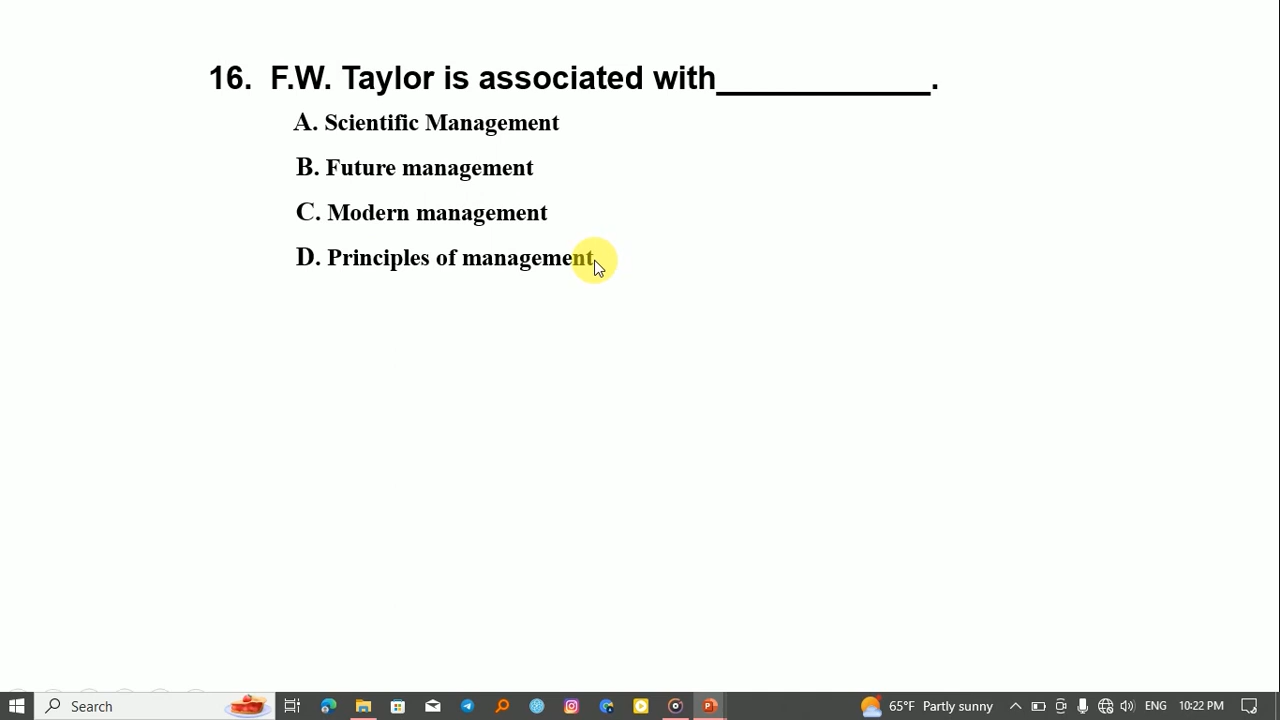 16. F.W. Taylor is associated with____________.
A. Scientific Management
B. Future management
C. Modern management
D. Principles of management
Search
65°F Partly sunny
ENG
10:22 PM